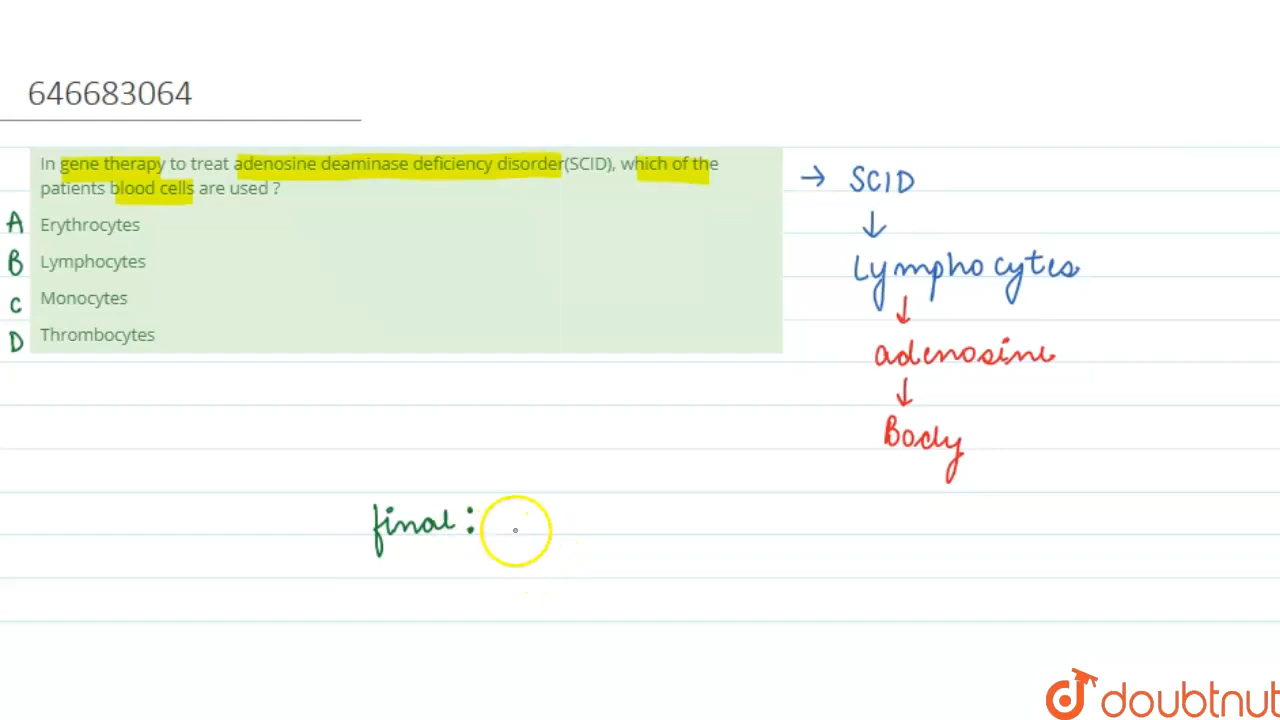 646683064
In gene therapy to treat adenosine deaminase deficiency disorder(SCID), which of the
patients blood cells are used ?
A Erythrocytes
B Lymphocytes
C Monocytes
D Thrombocytes
→ SCID
↓
Lymphocytes
↓
adenosine
↓
Body
final :
doubtnut